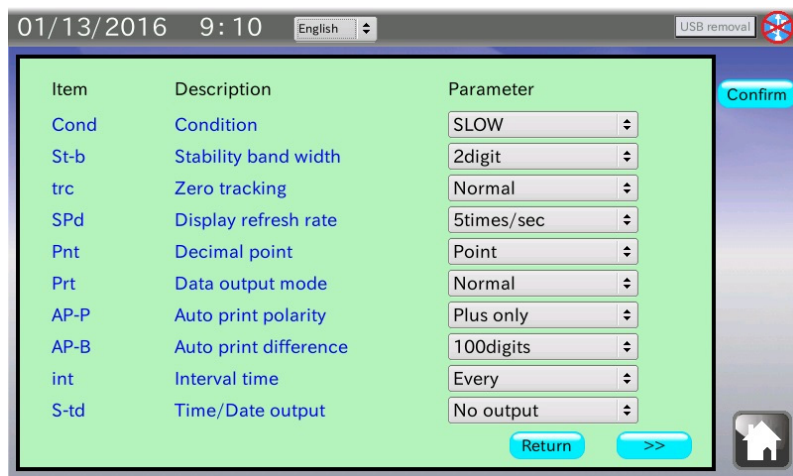 01/13/2016 9:10 English USB removal
Item Description Parameter
Confirm
Cond Condition SLOW
St-b Stability band width 2digit
trc Zero tracking Normal
SPd Display refresh rate 5times/sec
Pnt Decimal point Point
Prt Data output mode Normal
AP-P Auto print polarity Plus only
AP-B Auto print difference 100digits
int Interval time Every
S-td Time/Date output No output
Return >>